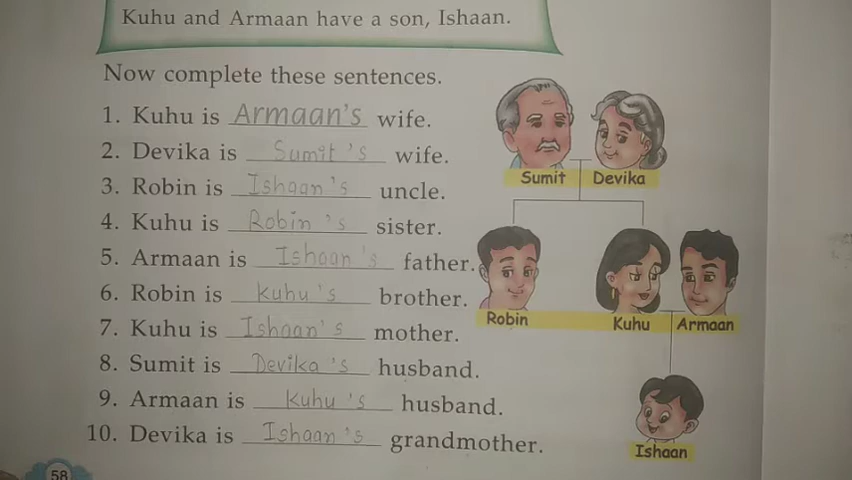 Kuhu and Armaan have a son, Ishaan.
Now complete these sentences.
1. Kuhu is Armaan's wife.
2. Devika is Sumit's wife.
3. Robin is Ishaan's uncle.
4. Kuhu is Robin's sister.
5. Armaan is Ishaan's father.
6. Robin is Kuhu's brother.
7. Kuhu is Ishaan's mother.
8. Sumit is Devika's husband.
9. Armaan is Kuhu's husband.
10. Devika is Ishaan's grandmother.
Sumit Devika
Robin Kuhu Armaan
Ishaan
58